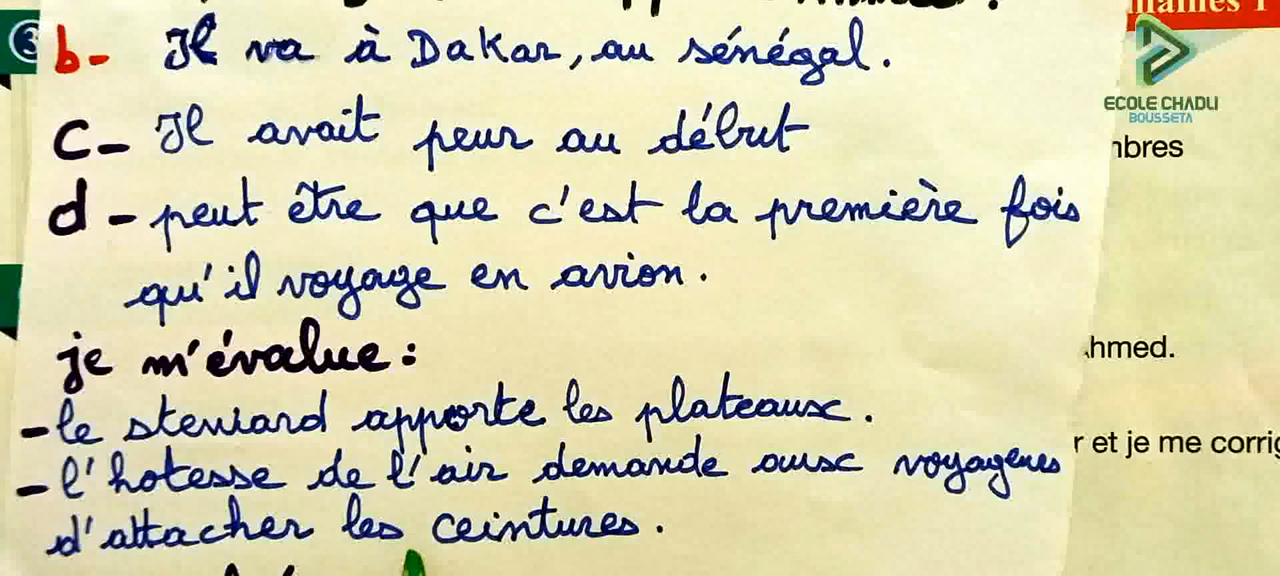 b- Il va à Dakar, au sénégal.
c- Il avait peur au début
d- peut être que c'est la première fois
qu'il voyage en avion.
je m'évalue :
-le steward apporte les plateaux.
-l'hotesse de l'air demande aux voyageurs
d'attacher les ceintures.
3
ECOLE CHADLI
BOUSSETA
hmed.
r et je me corrig